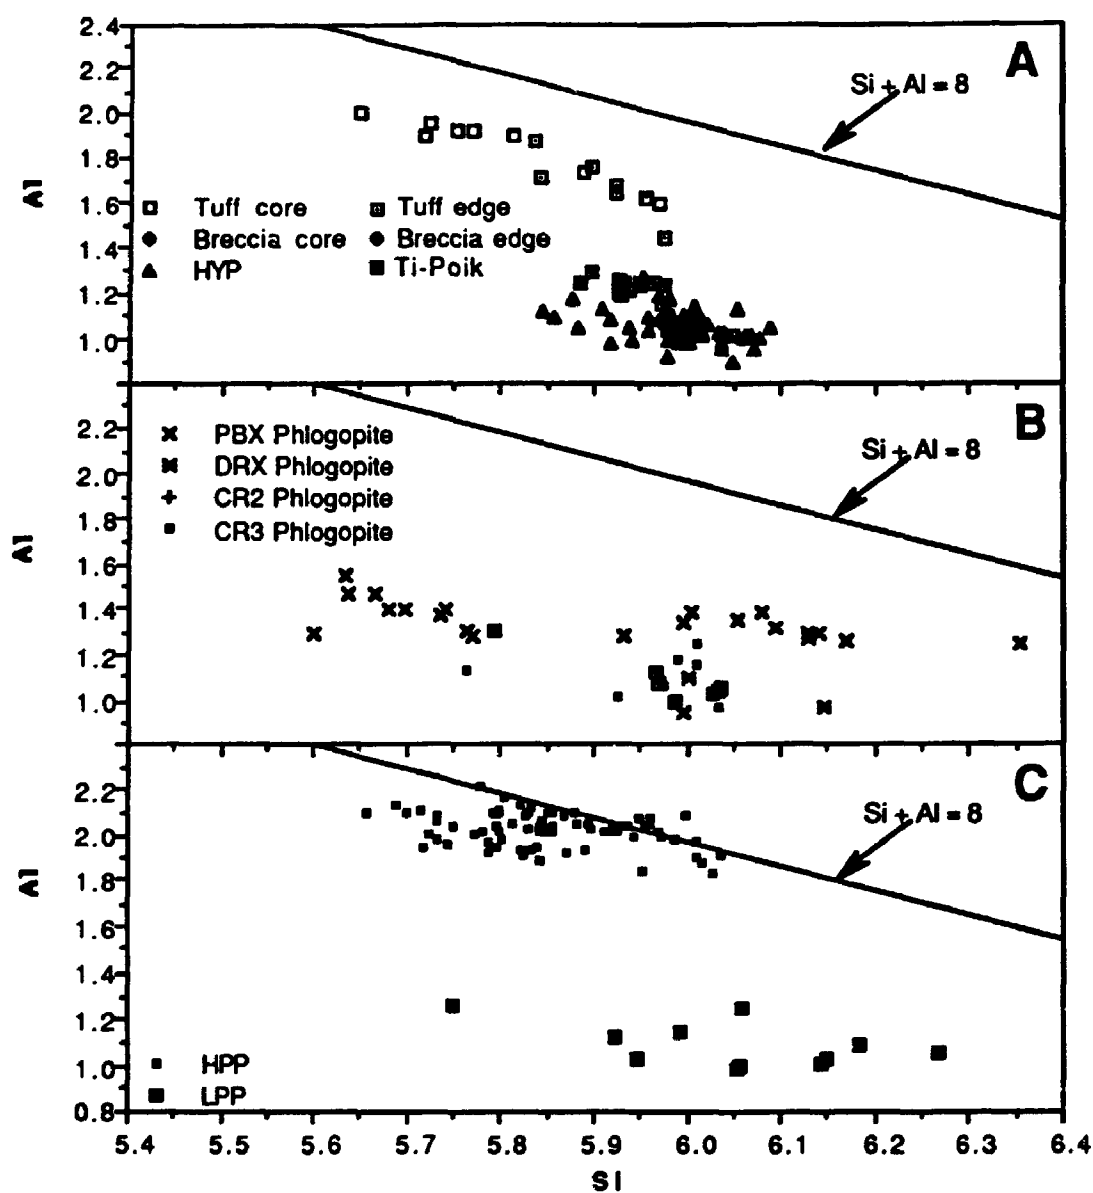 2.4
A
2.2
Si + Al = 8
2.0
1.8
Al
1.6
Tuff core
Tuff edge
Breccia core
Breccia edge
1.4
HYP
Ti-Poik
1.2
1.0
B
2.2
PBX Phlogopite
Si + Al = 8
DRX Phlogopite
2.0
CR2 Phlogopite
1.8
CR3 Phlogopite
Al
1.6
1.4
1.2
1.0
C
2.2
Si + Al = 8
2.0
1.8
Al
1.6
1.4
1.2
HPP
1.0
LPP
0.8
5.4 5.5 5.6 5.7 5.8 5.9 6.0 6.1 6.2 6.3 6.4
SI